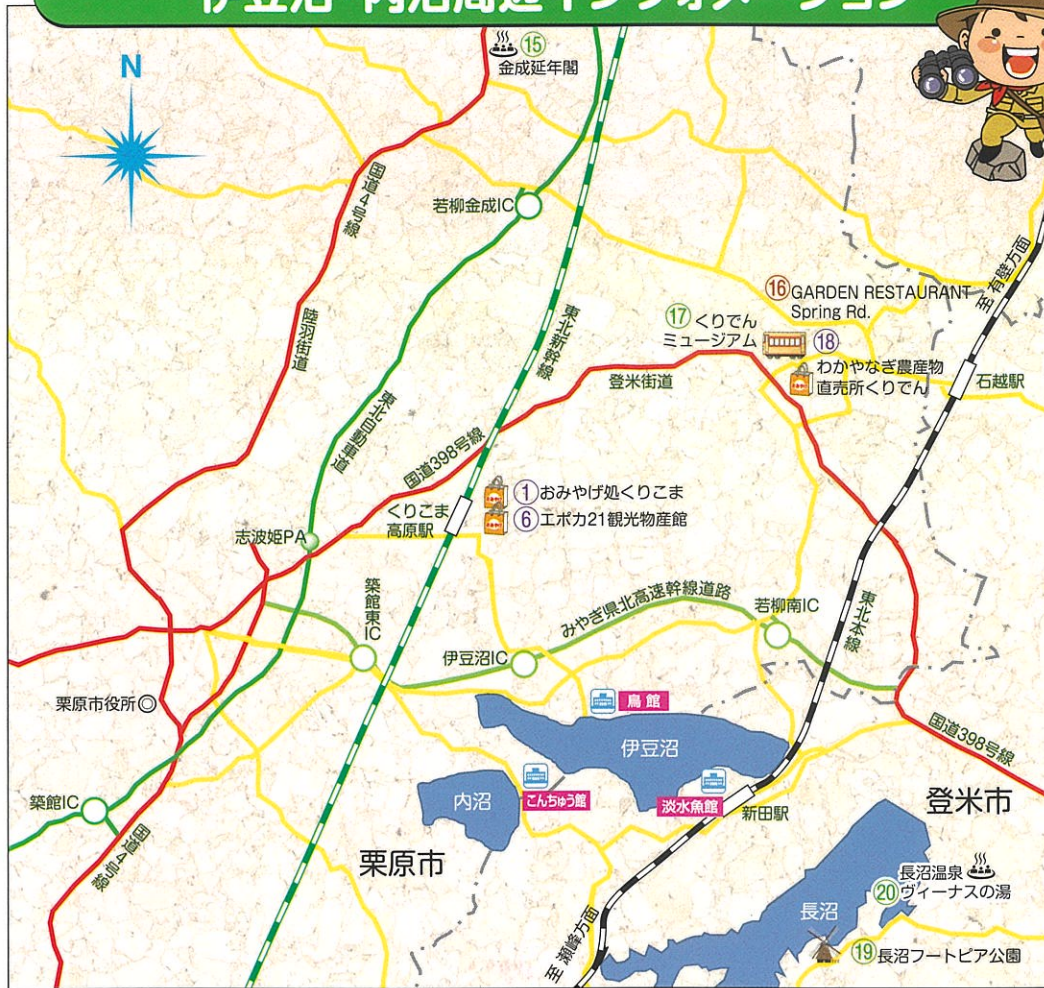 伊豆沼・内沼周辺インフォメーション
N
⑮
金成延年閣
国道4号線
若柳金成IC
至 有壁方面
陸羽街道
東北新幹線
⑯ GARDEN RESTAURANT
Spring Rd.
⑰ くりでん
ミュージアム
⑱
わかやなぎ農産物
直売所くりでん
石越駅
登米街道
東北自動車道
国道398号線
くりこま
高原駅
① おみやげ処くりこま
⑥ エポカ21観光物産館
志波姫PA
築館東IC
みやぎ県北高速幹線道路
若柳南IC
東北本線
伊豆沼IC
栗原市役所
鳥館
伊豆沼
国道398号線
築館IC
内沼
こんちゅう館
淡水魚館
新田駅
登米市
国道4号線
栗原市
長沼温泉
⑳ ヴィーナスの湯
長沼
至 瀬峰方面
⑲ 長沼フートピア公園